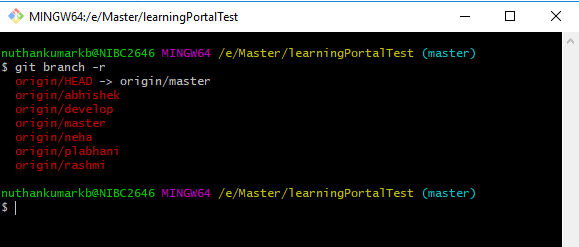 MINGW64:/e/Master/learningPortalTest
nuthankumarkb@NIBC2646 MINGW64 /e/Master/learningPortalTest (master)
$ git branch -r
origin/HEAD -> origin/master
origin/abhishek
origin/develop
origin/master
origin/neha
origin/plabhani
origin/rashmi
nuthankumarkb@NIBC2646 MINGW64 /e/Master/learningPortalTest (master)
$